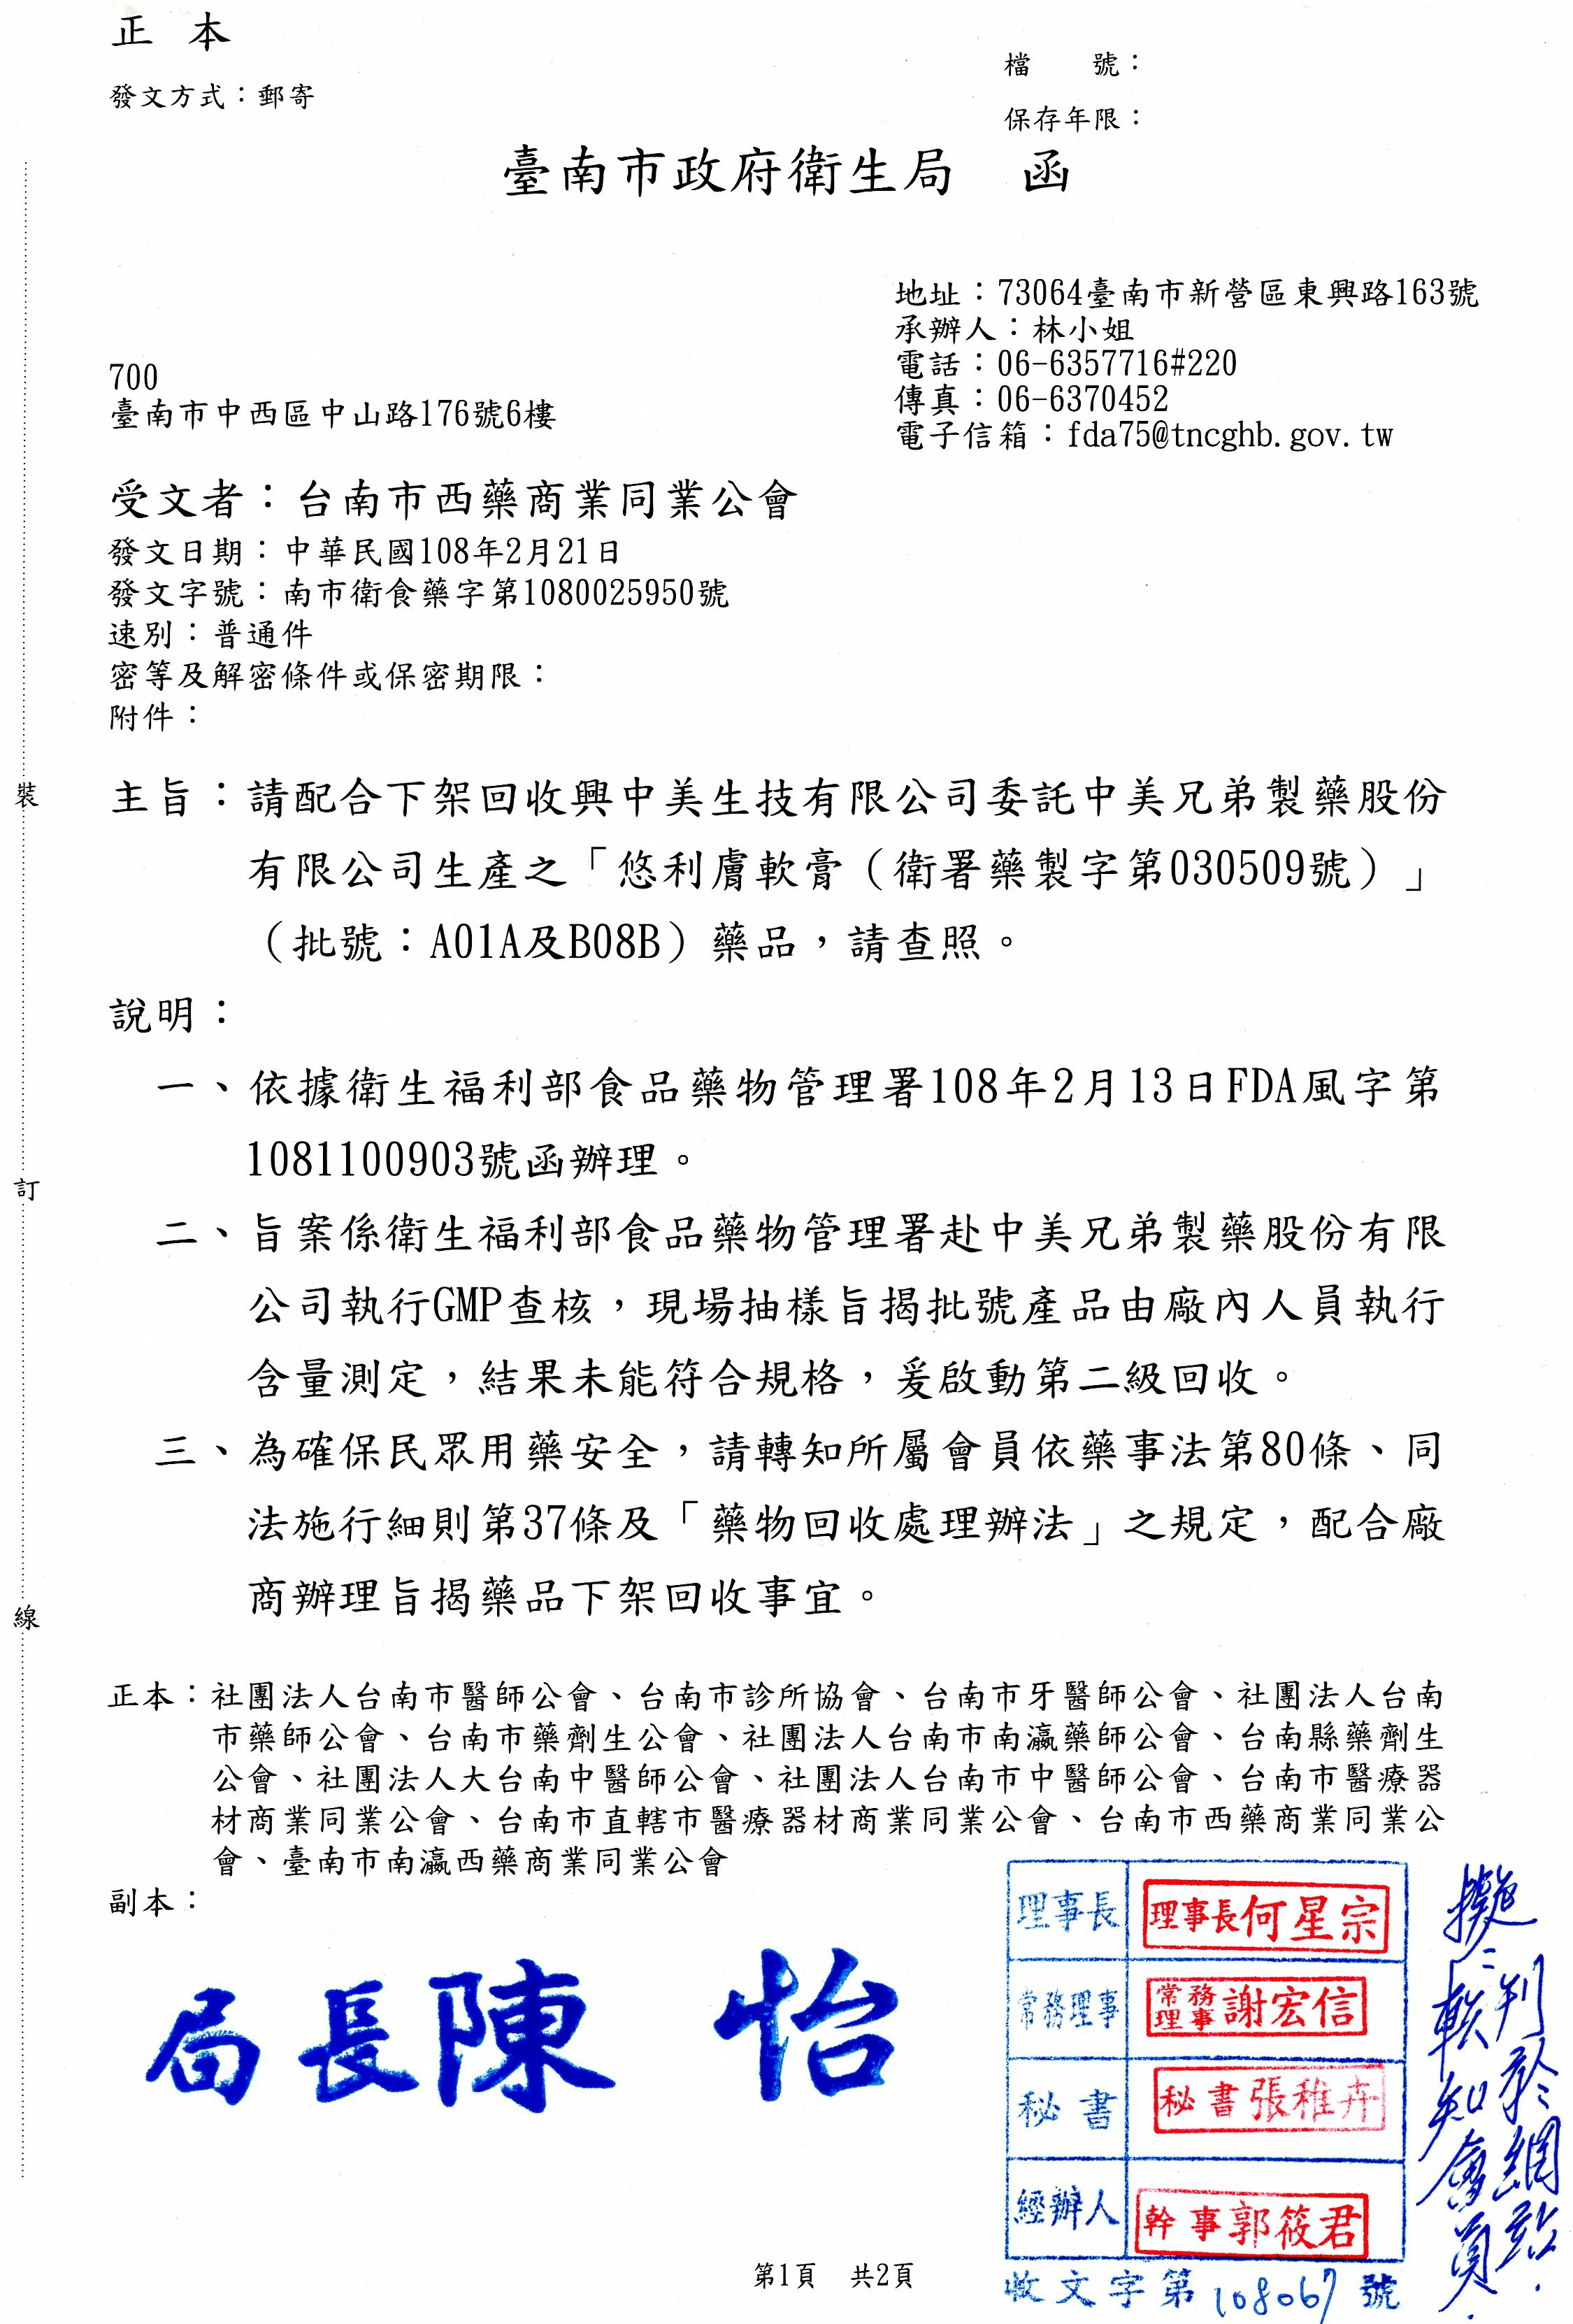 正 本
發文方式：郵寄
檔　　號：
保存年限：
臺南市政府衛生局　函
地址：73064臺南市新營區東興路163號
承辦人：林小姐
電話：06-6357716#220
傳真：06-6370452
電子信箱：fda75@tncghb.gov.tw
700
臺南市中西區中山路176號6樓
受文者：台南市西藥商業同業公會
發文日期：中華民國108年2月21日
發文字號：南市衛食藥字第1080025950號
速別：普通件
密等及解密條件或保密期限：
附件：
主旨：請配合下架回收興中美生技有限公司委託中美兄弟製藥股份
有限公司生產之「悠利膚軟膏（衛署藥製字第030509號）」
（批號：A01A及B08B）藥品，請查照。
說明：
一、依據衛生福利部食品藥物管理署108年2月13日FDA風字第
1081100903號函辦理。
二、旨案係衛生福利部食品藥物管理署赴中美兄弟製藥股份有限
公司執行GMP查核，現場抽樣旨揭批號產品由廠內人員執行
含量測定，結果未能符合規格，爰啟動第二級回收。
三、為確保民眾用藥安全，請轉知所屬會員依藥事法第80條、同
法施行細則第37條及「藥物回收處理辦法」之規定，配合廠
商辦理旨揭藥品下架回收事宜。
正本：社團法人台南市醫師公會、台南市診所協會、台南市牙醫師公會、社團法人台南
市藥師公會、台南市藥劑生公會、社團法人台南市南瀛藥師公會、台南縣藥劑生
公會、社團法人大台南中醫師公會、社團法人台南市中醫師公會、台南市醫療器
材商業同業公會、台南市直轄市醫療器材商業同業公會、台南市西藥商業同業公
會、臺南市南瀛西藥商業同業公會
副本：
局長陳　怡
理事長 理事長何星宗
常務理事 常務理事謝宏信
秘書 秘書張稚卉
經辦人 幹事郭筱君
收文字第108067號
擬:刊於網站.
轉知會員.
第1頁　共2頁
裝
訂
線